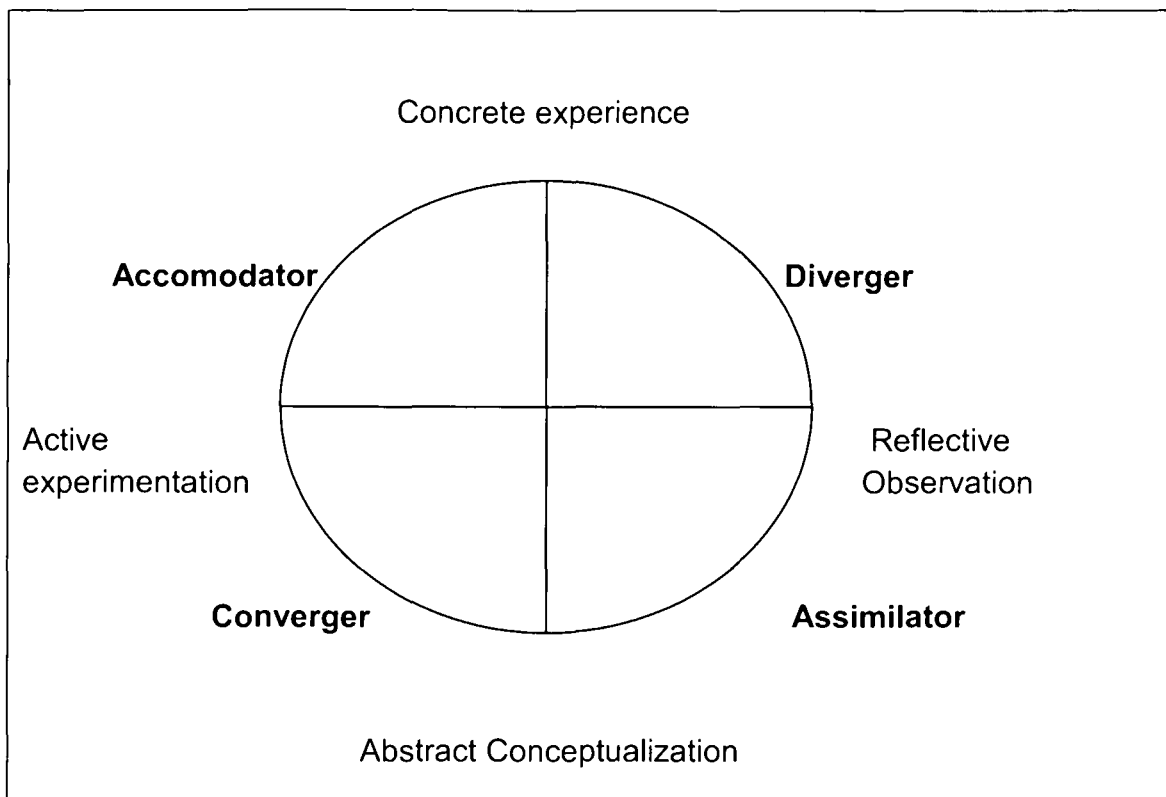 Concrete experience
Accomodator
Diverger
Active
experimentation
Reflective
Observation
Converger
Assimilator
Abstract Conceptualization